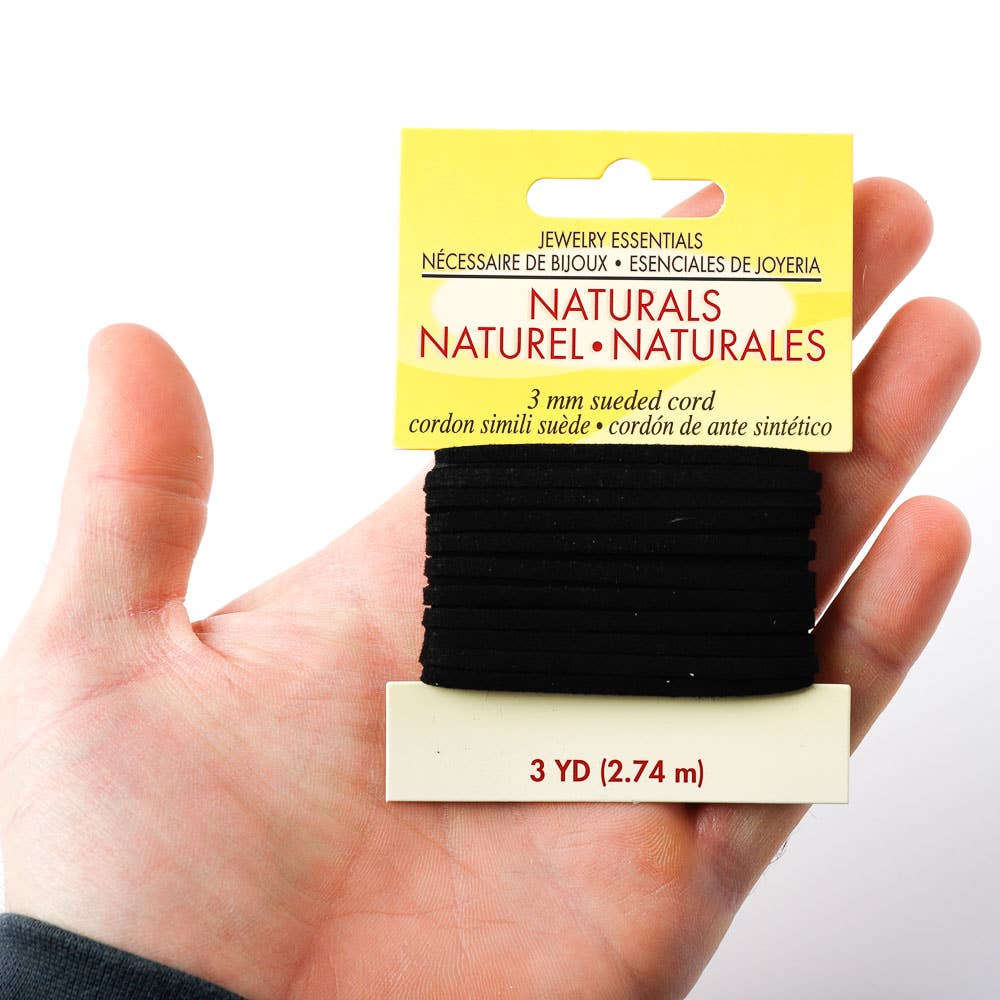 JEWELRY ESSENTIALS
NÉCESSAIRE DE BIJOUX • ESENCIALES DE JOYERIA
NATURALS
NATUREL • NATURALES
3 mm sueded cord
cordon simili suède • cordón de ante sintético
3 YD (2.74 m)